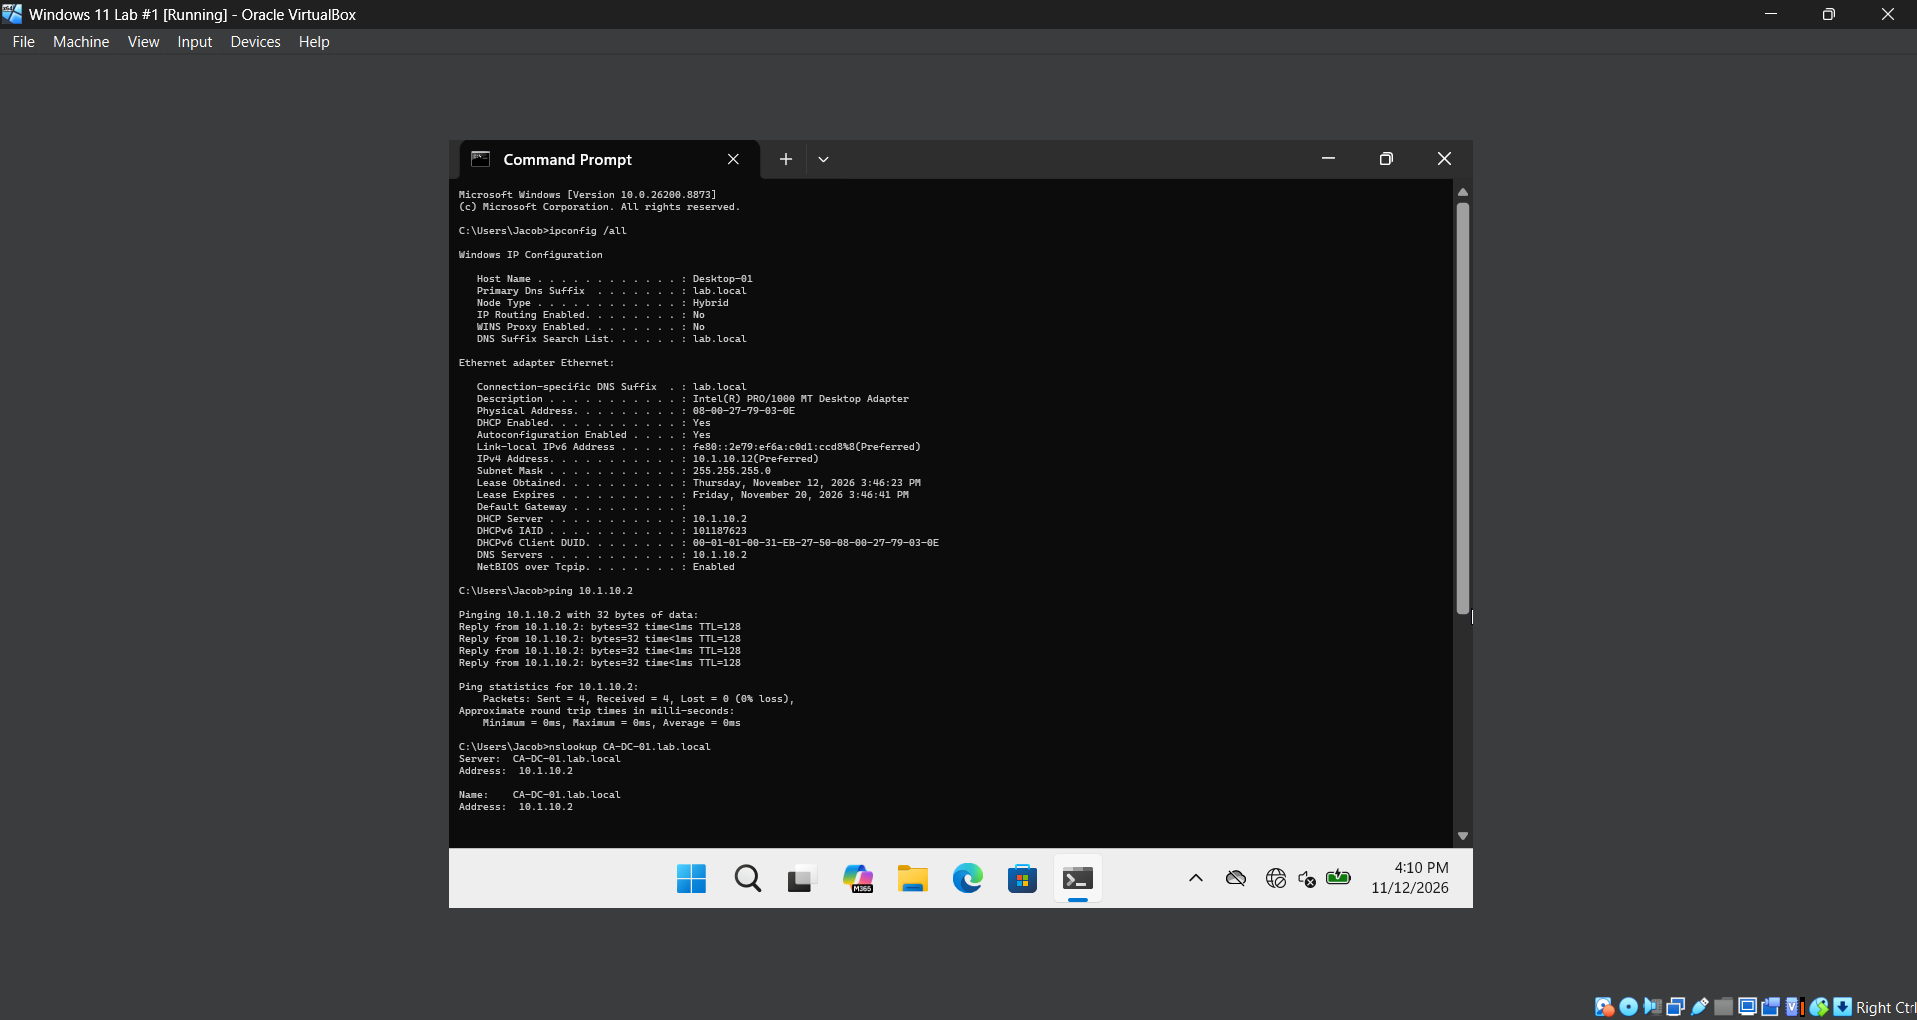 Windows 11 Lab #1 [Running] - Oracle VirtualBox
File Machine View Input Devices Help
Command Prompt
Microsoft Windows [Version 10.0.26200.8873]
(c) Microsoft Corporation. All rights reserved.
C:\Users\Jacob>ipconfig /all
Windows IP Configuration
Host Name . . . . . . . . . . . . : Desktop-01
Primary Dns Suffix . . . . . . . : lab.local
Node Type . . . . . . . . . . . . : Hybrid
IP Routing Enabled. . . . . . . . : No
WINS Proxy Enabled. . . . . . . . : No
DNS Suffix Search List. . . . . . : lab.local
Ethernet adapter Ethernet:
Connection-specific DNS Suffix . : lab.local
Description . . . . . . . . . . . : Intel(R) PRO/1000 MT Desktop Adapter
Physical Address. . . . . . . . . : 08-00-27-79-03-0E
DHCP Enabled. . . . . . . . . . . : Yes
Autoconfiguration Enabled . . . . : Yes
Link-local IPv6 Address . . . . . : fe80::2e79:ef6a:c0d1:ccd8%8(Preferred)
IPv4 Address. . . . . . . . . . . : 10.1.10.12(Preferred)
Subnet Mask . . . . . . . . . . . : 255.255.255.0
Lease Obtained. . . . . . . . . . : Thursday, November 12, 2026 3:46:23 PM
Lease Expires . . . . . . . . . . : Friday, November 20, 2026 3:46:41 PM
Default Gateway . . . . . . . . . :
DHCP Server . . . . . . . . . . . : 10.1.10.2
DHCPv6 IAID . . . . . . . . . . . : 101187623
DHCPv6 Client DUID. . . . . . . . : 00-01-01-00-31-EB-27-50-08-00-27-79-03-0E
DNS Servers . . . . . . . . . . . : 10.1.10.2
NetBIOS over Tcpip. . . . . . . . : Enabled
C:\Users\Jacob>ping 10.1.10.2
Pinging 10.1.10.2 with 32 bytes of data:
Reply from 10.1.10.2: bytes=32 time<1ms TTL=128
Reply from 10.1.10.2: bytes=32 time<1ms TTL=128
Reply from 10.1.10.2: bytes=32 time<1ms TTL=128
Reply from 10.1.10.2: bytes=32 time<1ms TTL=128
Ping statistics for 10.1.10.2:
Packets: Sent = 4, Received = 4, Lost = 0 (0% loss),
Approximate round trip times in milli-seconds:
Minimum = 0ms, Maximum = 0ms, Average = 0ms
C:\Users\Jacob>nslookup CA-DC-01.lab.local
Server: CA-DC-01.lab.local
Address: 10.1.10.2
Name: CA-DC-01.lab.local
Address: 10.1.10.2
M365
4:10 PM
11/12/2026
Right Ctrl